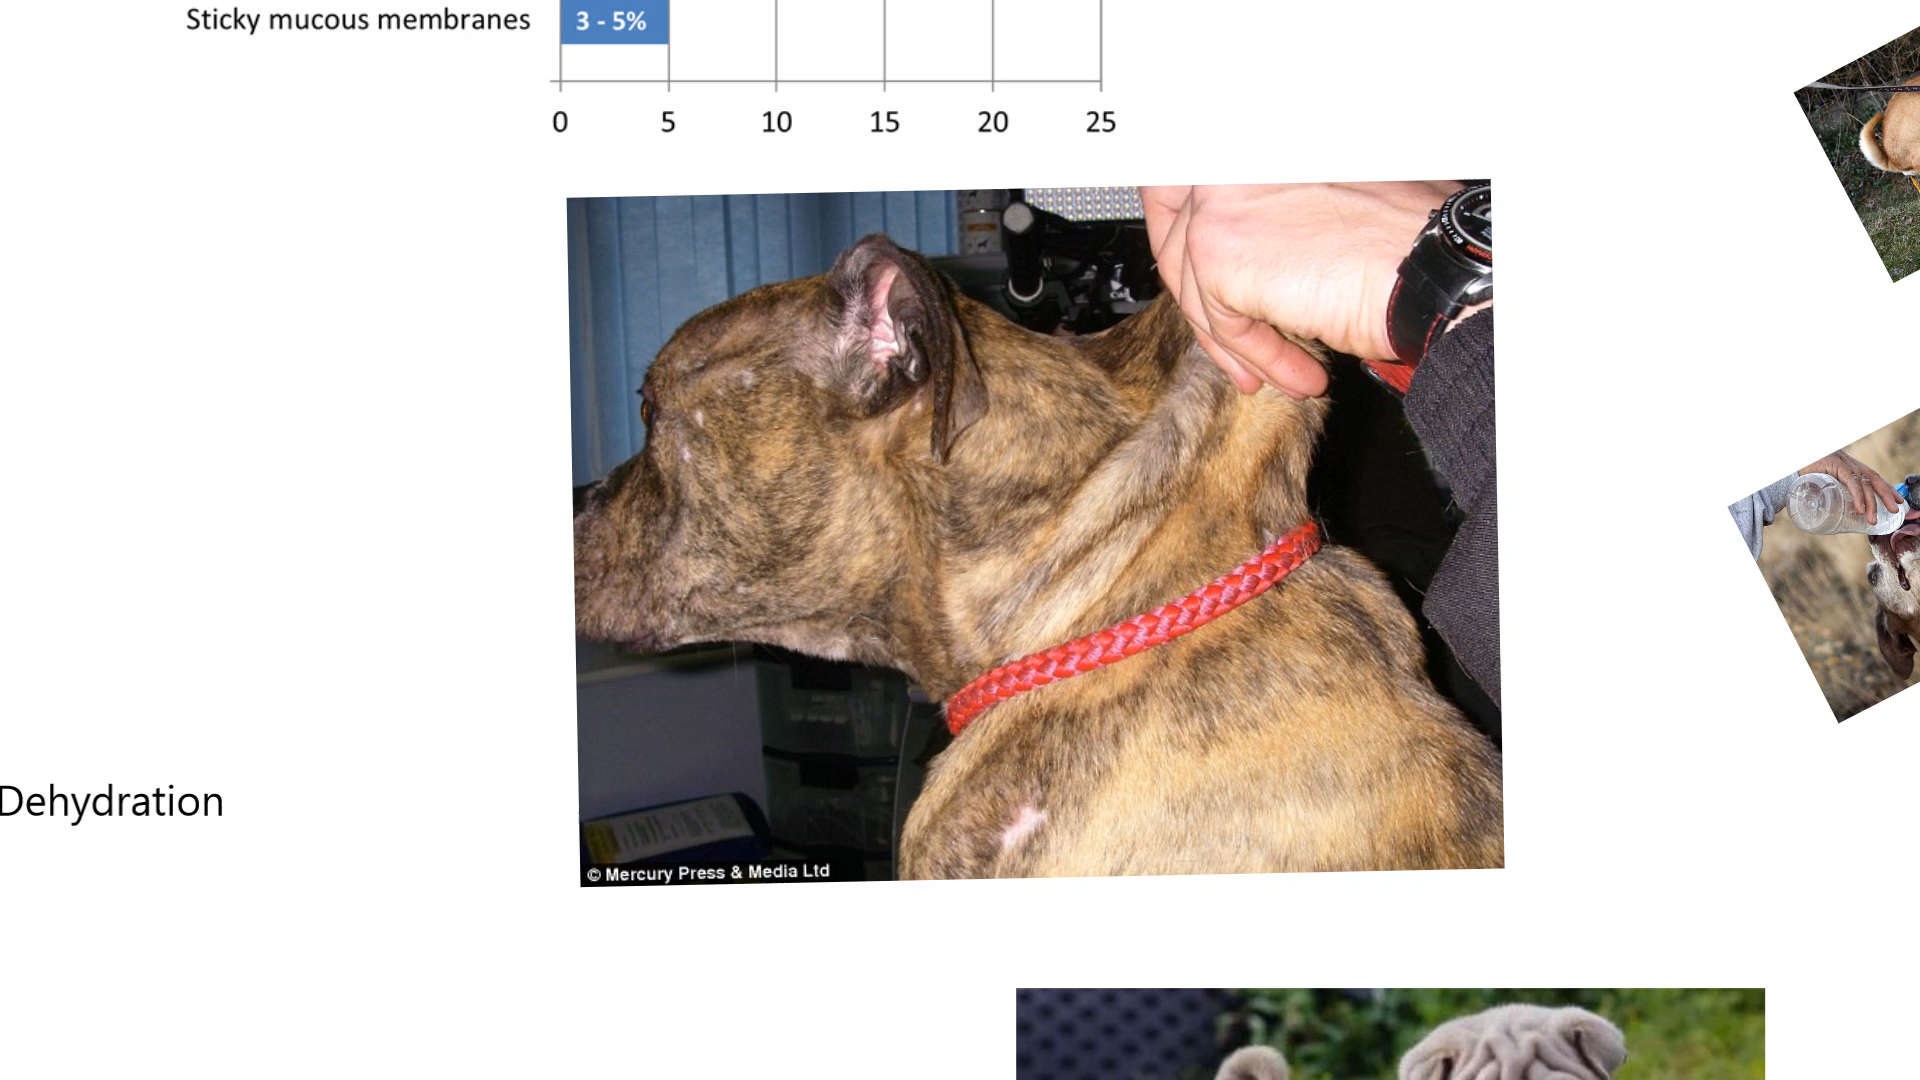 Sticky mucous membranes
3 - 5%
0 5 10 15 20 25
Dehydration
© Mercury Press & Media Ltd